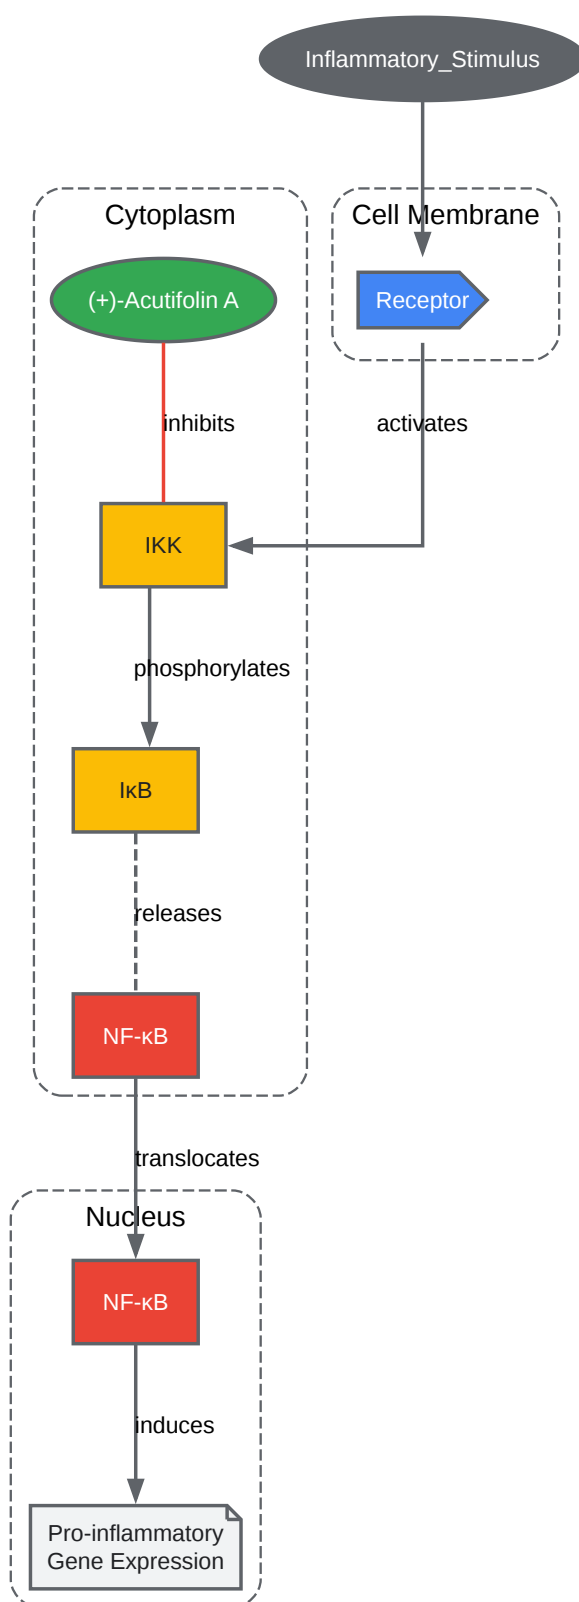 Inflammatory_Stimulus
Cytoplasm
Cell Membrane
(+)-Acutifolin A
Receptor
inhibits
activates
IKK
phosphorylates
IκB
releases
NF-κB
translocates
Nucleus
NF-κB
induces
Pro-inflammatory
Gene Expression